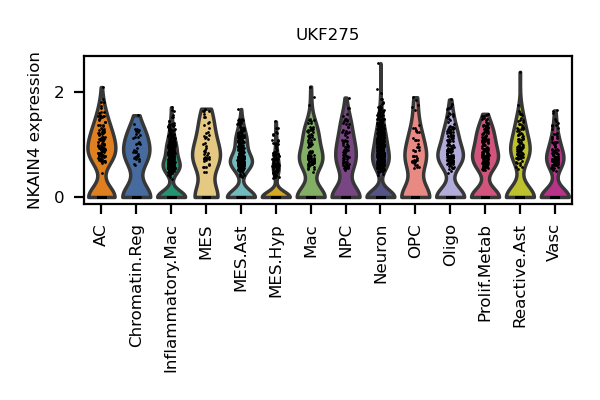 UKF275
NKAIN4 expression
2
0
AC
Chromatin.Reg
Inflammatory.Mac
MES
MES.Ast
MES.Hyp
Mac
NPC
Neuron
OPC
Oligo
Prolif.Metab
Reactive.Ast
Vasc